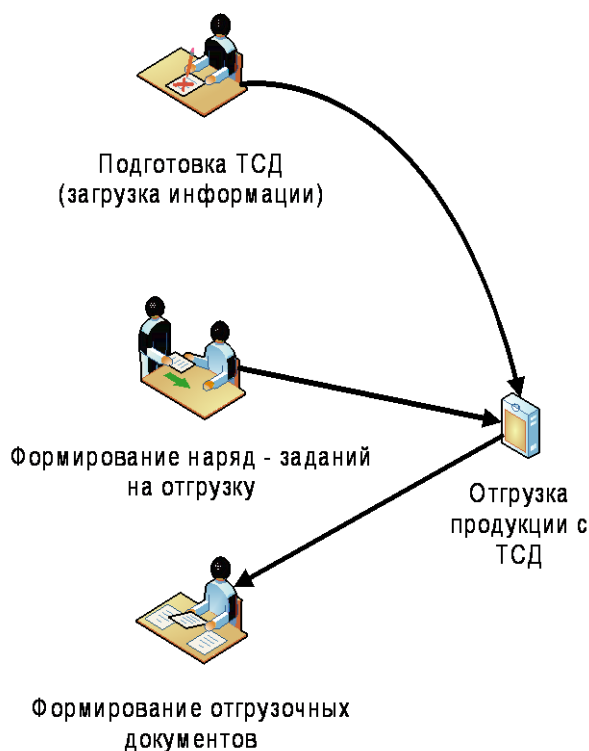 Подготовка ТСД
(загрузка информации)
Формирование наряд - заданий
на отгрузку
Отгрузка
продукции с
ТСД
Формирование отгрузочных
документов